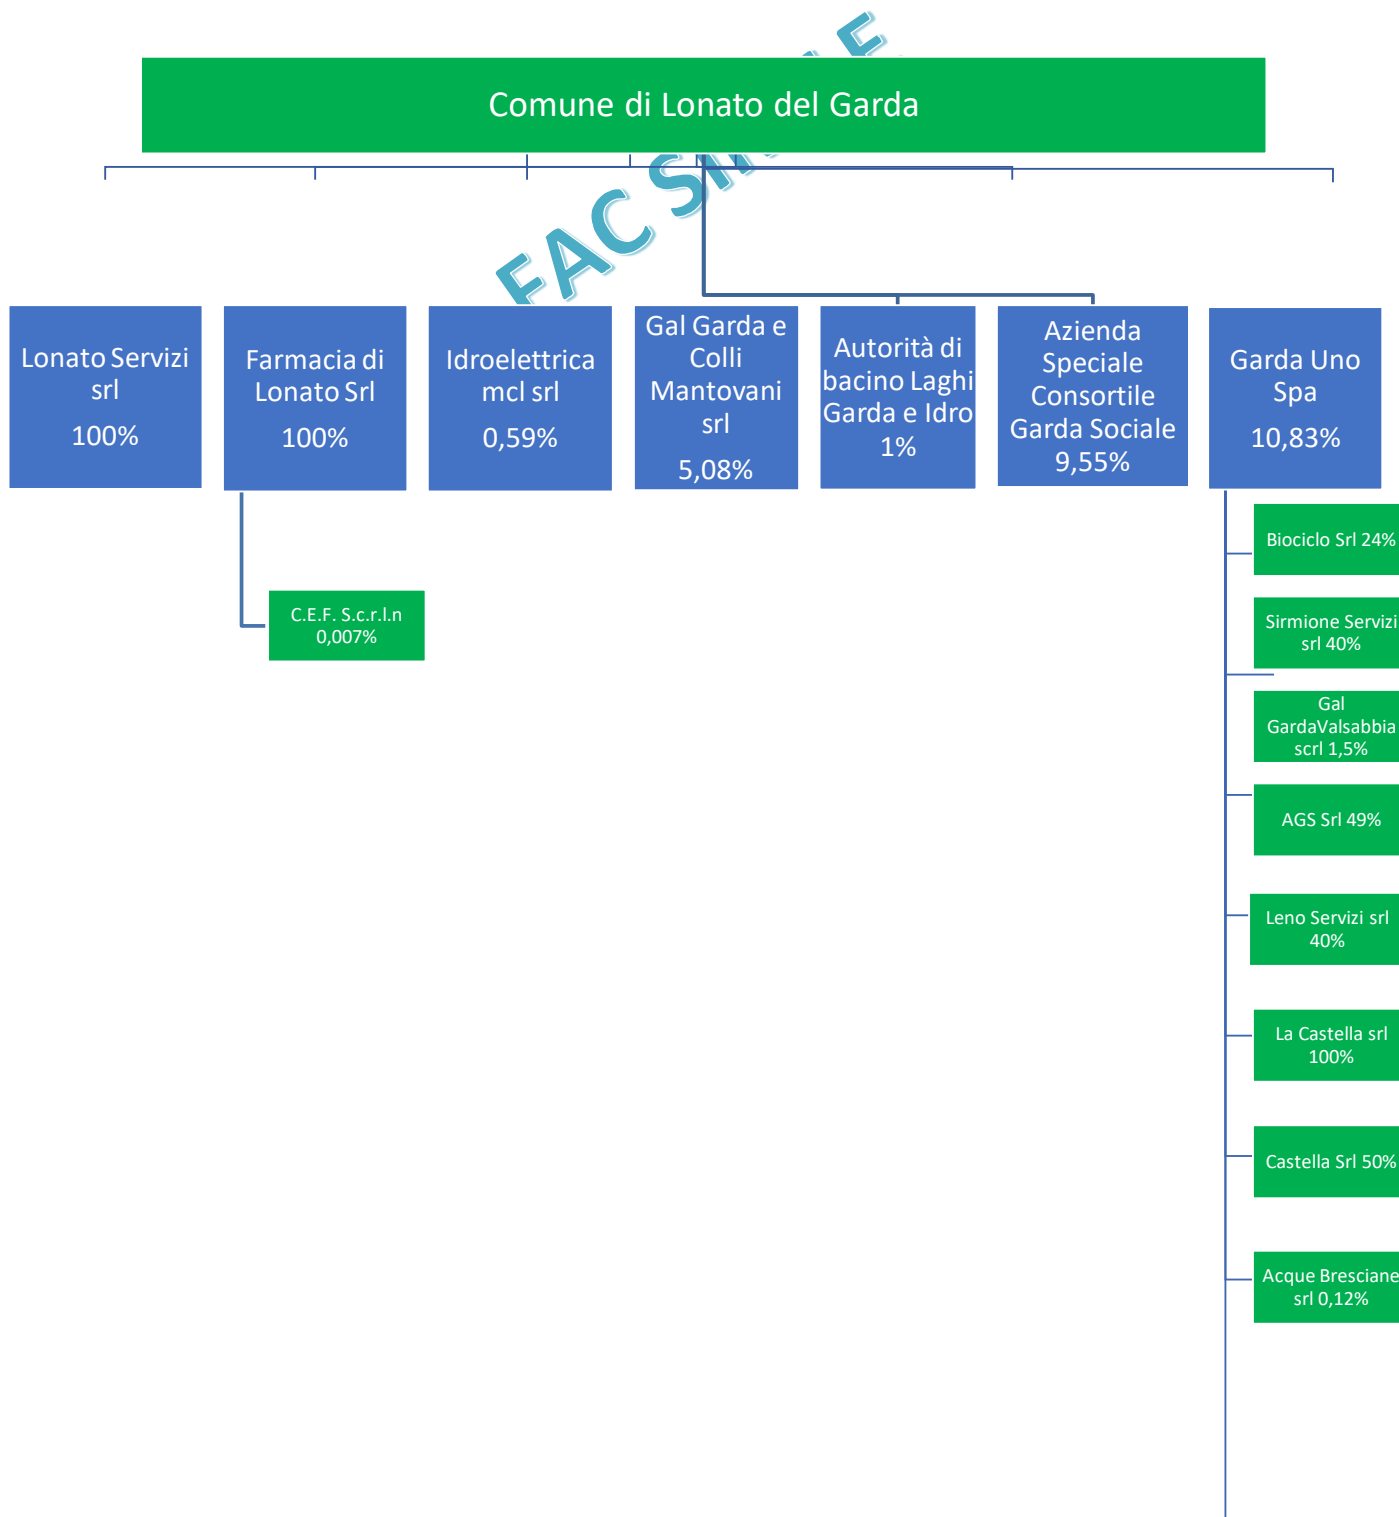 Comune di Lonato del Garda
FAC SIMILE
Lonato Servizi
srl
100%
Farmacia di
Lonato Srl
100%
Idroelettrica
mcl srl
0,59%
Gal Garda e
Colli
Mantovani
srl
5,08%
Autorità di
bacino Laghi
Garda e Idro
1%
Azienda
Speciale
Consortile
Garda Sociale
9,55%
Garda Uno
Spa
10,83%
C.E.F. S.c.r.l.n
0,007%
Biociclo Srl 24%
Sirmione Servizi
srl 40%
Gal
GardaValsabbia
scrl 1,5%
AGS Srl 49%
Leno Servizi srl
40%
La Castella srl
100%
Castella Srl 50%
Acque Bresciane
srl 0,12%